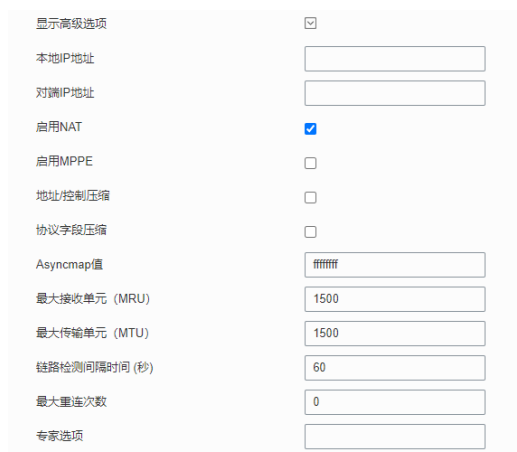 显示高级选项
本地IP地址
对端IP地址
启用NAT
启用MPPE
地址/控制压缩
协议字段压缩
Asyncmap值 ffffffff
最大接收单元（MRU） 1500
最大传输单元（MTU） 1500
链路检测间隔时间 (秒) 60
最大重连次数 0
专家选项